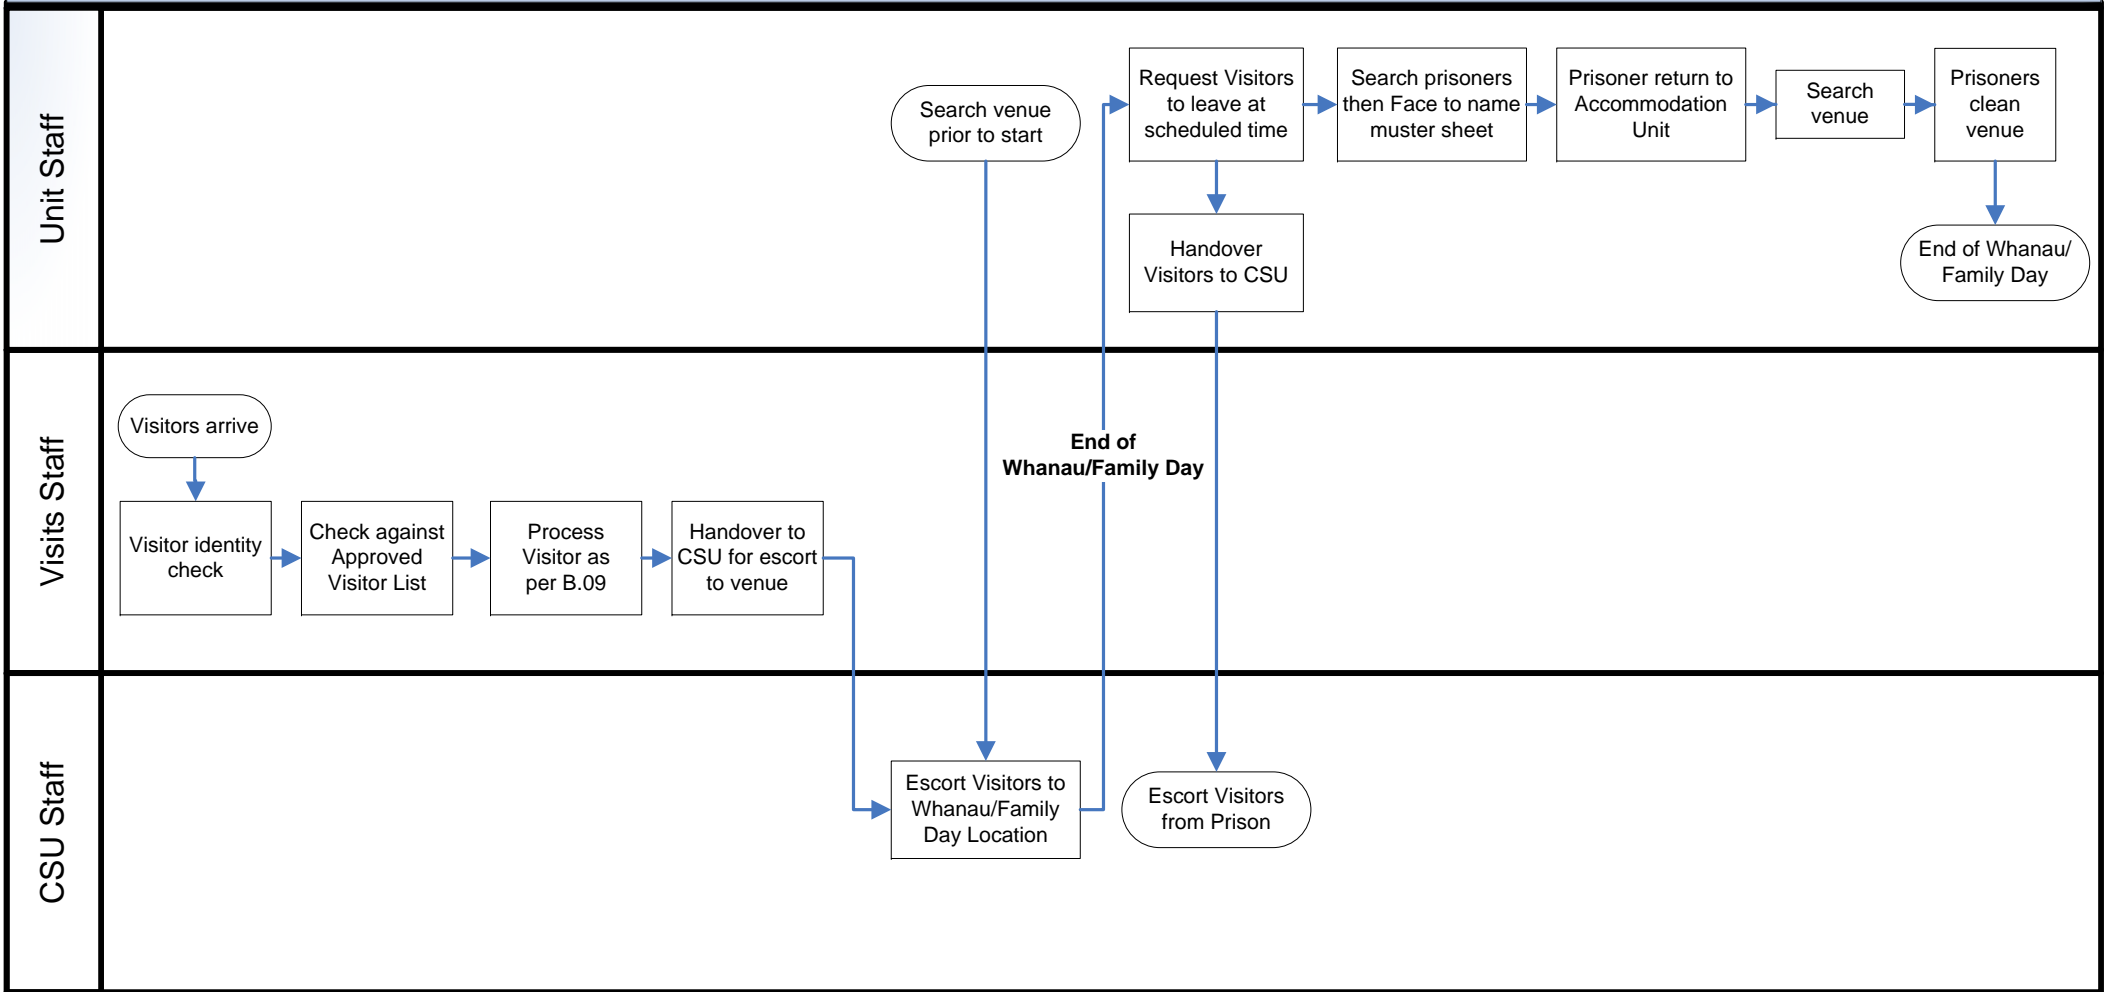 Unit Staff
Search venue
prior to start
Request Visitors
to leave at
scheduled time
Search prisoners
then Face to name
muster sheet
Prisoner return to
Accommodation
Unit
Search
venue
Prisoners
clean
venue
Handover
Visitors to CSU
End of Whanau/
Family Day
Visits Staff
Visitors arrive
End of
Whanau/Family Day
Visitor identity
check
Check against
Approved
Visitor List
Process
Visitor as
per B.09
Handover to
CSU for escort
to venue
CSU Staff
Escort Visitors to
Whanau/Family
Day Location
Escort Visitors
from Prison